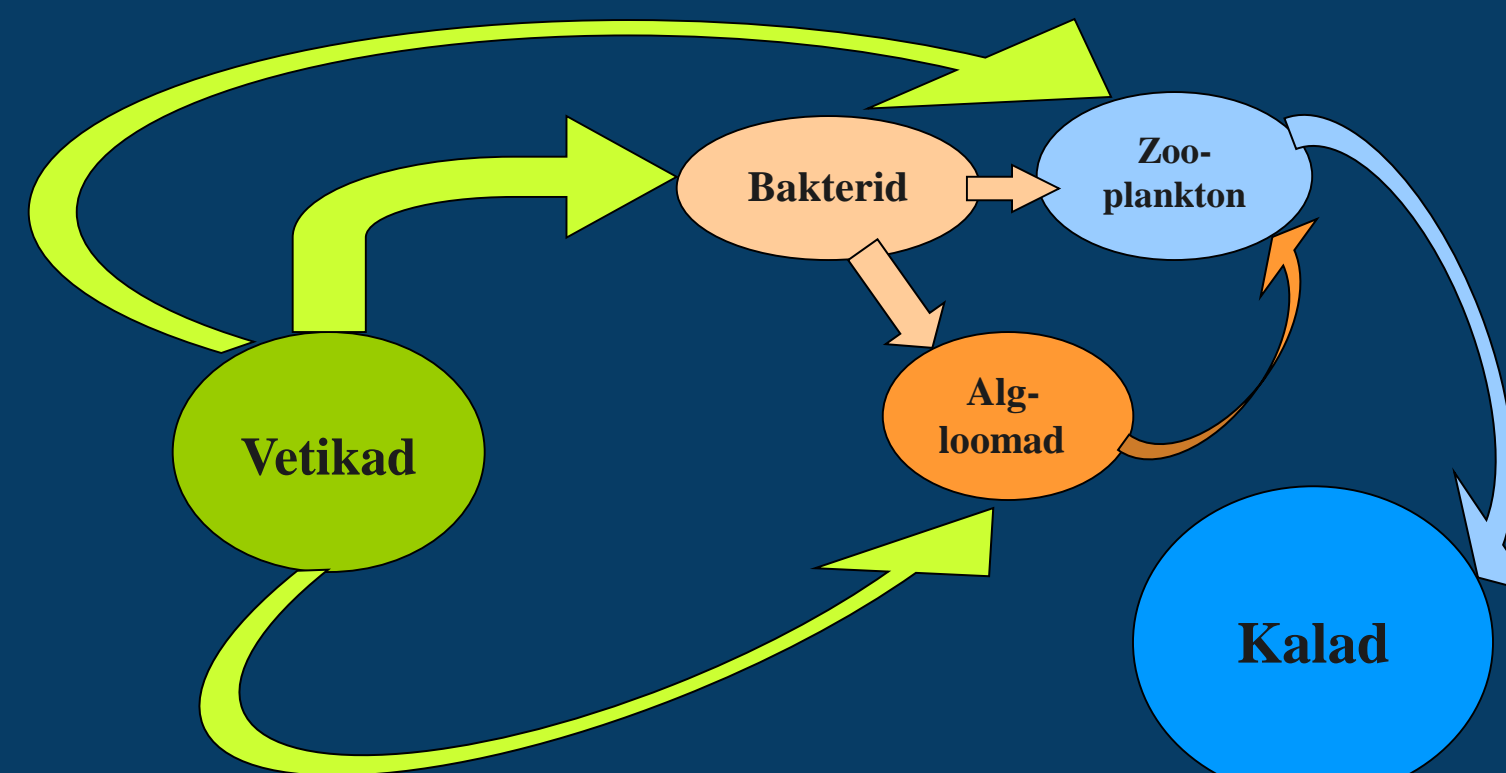 Zoo-
plankton
Bakterid
Alg-
loomad
Vetikad
Kalad